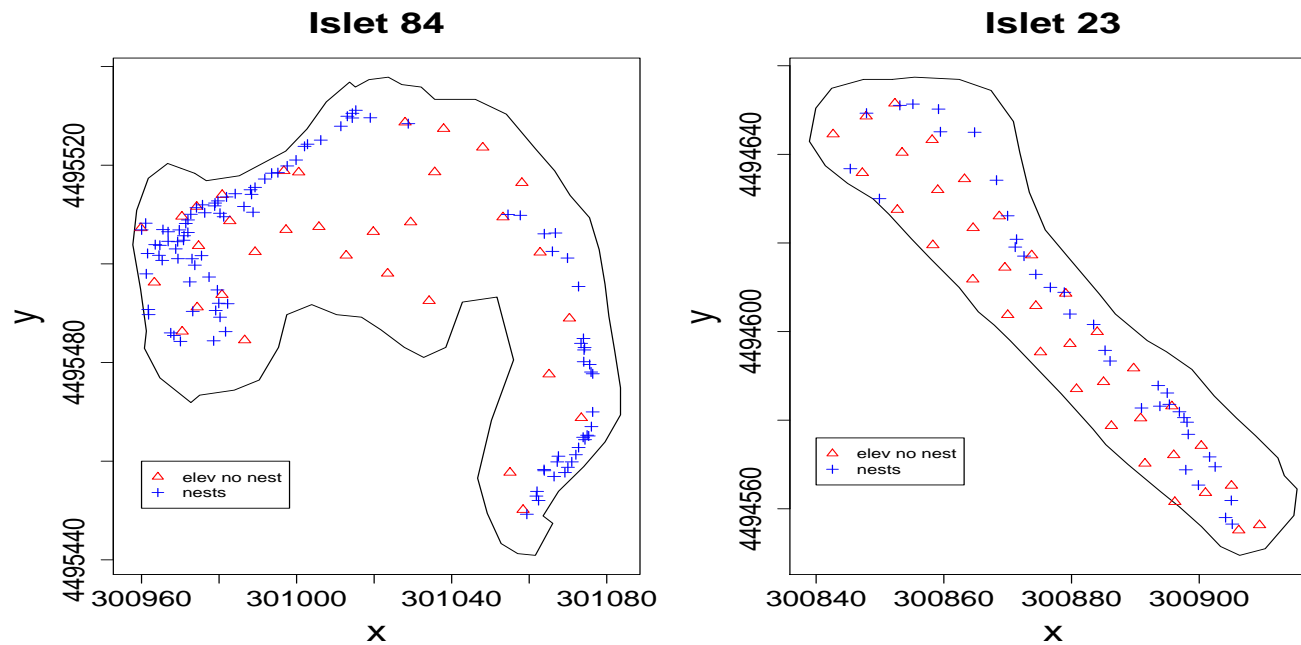 Islet 84
4495520
4495480
4495440
y
elev no nest
nests
300960 301000 301040 301080
x
Islet 23
4494640
4494600
4494560
y
elev no nest
nests
300840 300860 300880 300900
x